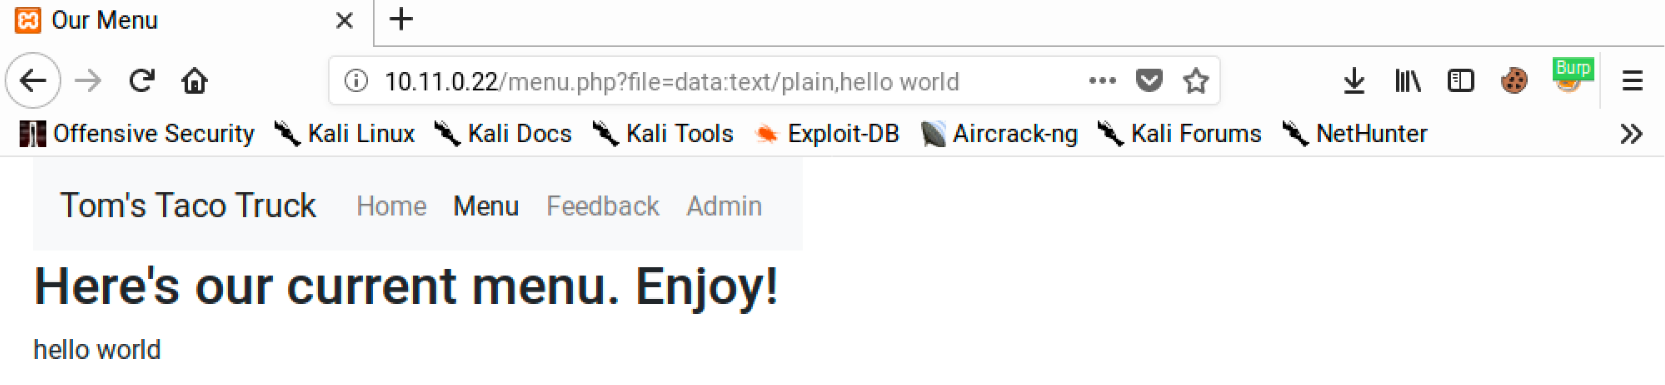 Our Menu
10.11.0.22/menu.php?file=data:text/plain,hello world
Burp
Offensive Security Kali Linux Kali Docs Kali Tools Exploit-DB Aircrack-ng Kali Forums NetHunter
Tom's Taco Truck Home Menu Feedback Admin
Here's our current menu. Enjoy!
hello world